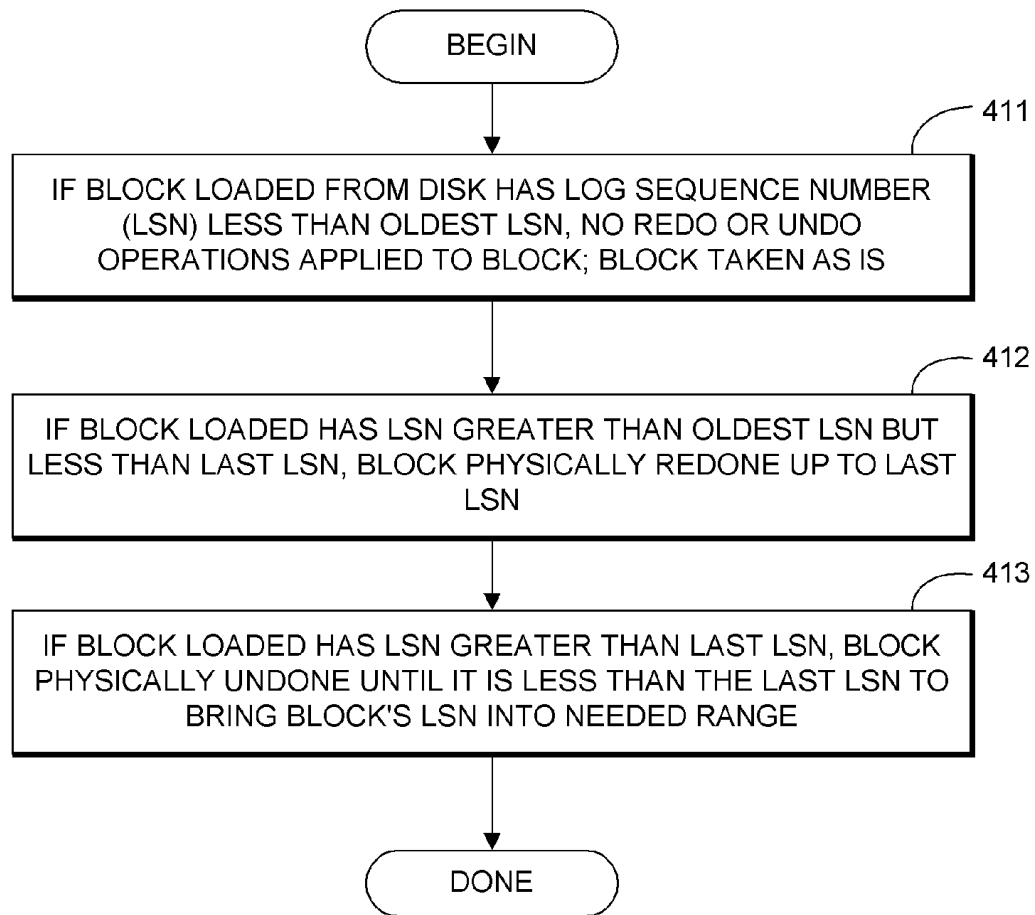 BEGIN
411
IF BLOCK LOADED FROM DISK HAS LOG SEQUENCE NUMBER
(LSN) LESS THAN OLDEST LSN, NO REDO OR UNDO
OPERATIONS APPLIED TO BLOCK; BLOCK TAKEN AS IS
412
IF BLOCK LOADED HAS LSN GREATER THAN OLDEST LSN BUT
LESS THAN LAST LSN, BLOCK PHYSICALLY REDONE UP TO LAST
LSN
413
IF BLOCK LOADED HAS LSN GREATER THAN LAST LSN, BLOCK
PHYSICALLY UNDONE UNTIL IT IS LESS THAN THE LAST LSN TO
BRING BLOCK'S LSN INTO NEEDED RANGE
DONE